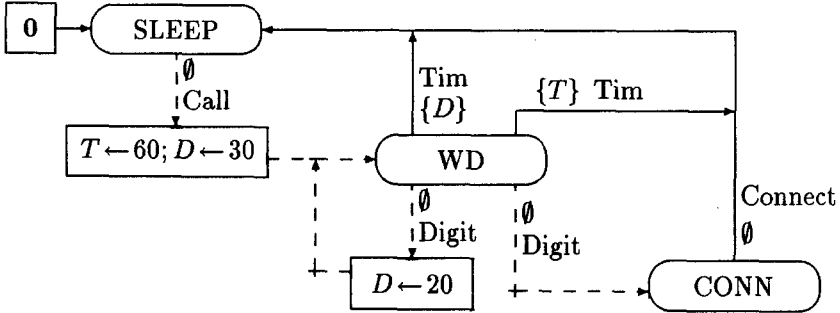 0
SLEEP
∅
Call
T←60; D←30
Tim
{D}
{T} Tim
WD
∅
Digit
∅
Digit
Connect
∅
D←20
CONN